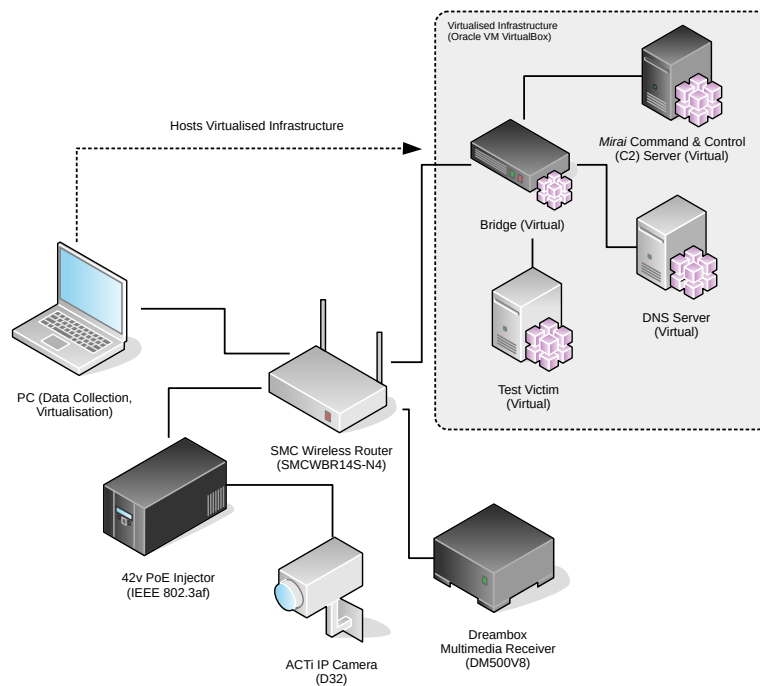 Virtualised Infrastructure
(Oracle VM VirtualBox)
Hosts Virtualised Infrastructure
Mirai Command & Control
(C2) Server (Virtual)
Bridge (Virtual)
DNS Server
(Virtual)
Test Victim
(Virtual)
PC (Data Collection,
Virtualisation)
SMC Wireless Router
(SMCWBR14S-N4)
42v PoE Injector
(IEEE 802.3af)
ACTi IP Camera
(D32)
Dreambox
Multimedia Receiver
(DM500V8)